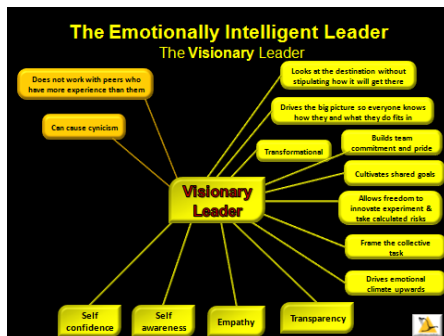 The Emotionally Intelligent Leader
The Visionary Leader
Does not work with peers who
have more experience than them
Can cause cynicism
Looks at the destination without
stipulating how it will get there
Drives the big picture so everyone knows
how they and what they do fits in
Transformational
Builds team
commitment and pride
Cultivates shared goals
Allows freedom to
innovate experiment &
take calculated risks
Frame the collective
task
Drives emotional
climate upwards
Visionary
Leader
Self
confidence
Self
awareness
Empathy
Transparency